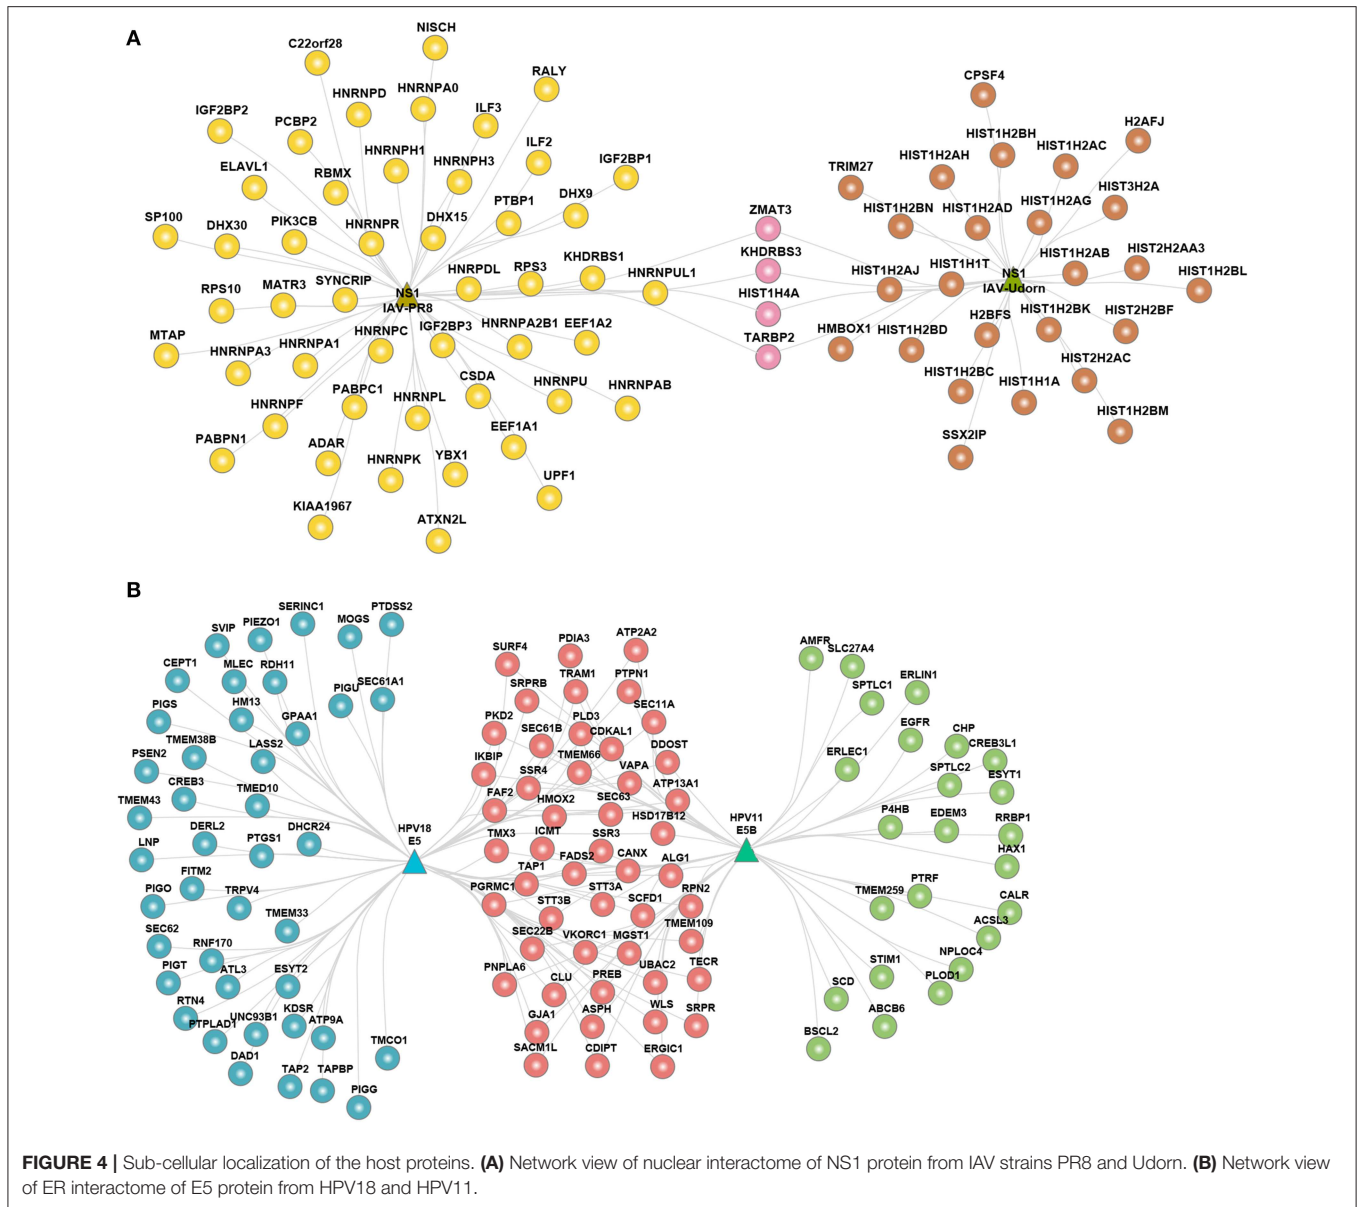 A
NISCH
C22orf28
RALY
HNRNPD
HNRNPA0
IGF2BP2
PCBP2
ILF3
HNRNPH1
ILF2
ELAVL1
RBMX
HNRNPH3
IGF2BP1
PTBP1
DHX9
SP100
DHX30
PIK3CB
HNRNPR
DHX15
HNRPDL
RPS3
KHDRBS1
HNRNPUL1
RPS10
MATR3
SYNCRIP
NS1
IAV-PR8
MTAP
HNRNPA3
HNRNPA1
HNRNPC
IGF2BP3
HNRNPA2B1
EEF1A2
CSDA
HNRNPU
HNRNPAB
PABPC1
HNRNPL
HNRNPF
PABPN1
ADAR
HNRNPK
YBX1
EEF1A1
UPF1
KIAA1967
ATXN2L
ZMAT3
KHDRBS3
HIST1H4A
TARBP2
CPSF4
H2AFJ
HIST1H2BH
HIST1H2AC
TRIM27
HIST1H2AH
HIST3H2A
HIST1H2BN
HIST1H2AD
HIST1H2AG
HIST1H2AB
HIST2H2AA3
HIST1H2BL
HIST1H2AJ
HIST1H1T
NS1
IAV-Udorn
HMBOX1
HIST1H2BD
H2BFS
HIST1H2BK
HIST2H2BF
HIST2H2AC
HIST1H2BC
HIST1H1A
HIST1H2BM
SSX2IP
B
SERINC1
PTDSS2
SVIP
PIEZO1
MOGS
CEPT1
MLEC
RDH11
PIGU
SEC61A1
PIGS
HM13
GPAA1
TMEM38B
PSEN2
LASS2
CREB3
TMED10
TMEM43
DERL2
PTGS1
DHCR24
LNP
FITM2
PIGO
TRPV4
TMEM33
SEC62
RNF170
PIGT
ATL3
ESYT2
RTN4
PTPLAD1
UNC93B1
KDSR
ATP9A
DAD1
TAP2
TAPBP
TMCO1
PIGG
HPV18
E5
SURF4
PDIA3
ATP2A2
SRPRB
TRAM1
PTPN1
PKD2
PLD3
SEC11A
SEC61B
CDKAL1
IKBIP
TMEM66
DDOST
SSR4
VAPA
ATP13A1
FAF2
HMOX2
SEC63
HSD17B12
TMX3
ICMT
SSR3
TAP1
FADS2
CANX
ALG1
PGRMC1
STT3B
STT3A
SCFD1
RPN2
SEC22B
VKORC1
MGST1
TMEM109
PNPLA6
CLU
PREB
UBAC2
TECR
GJA1
ASPH
WLS
SRPR
SACM1L
CDIPT
ERGIC1
HPV11
E5B
AMFR
SLC27A4
SPTLC1
ERLIN1
EGFR
CHP
CREB3L1
ERLEC1
SPTLC2
ESYT1
P4HB
EDEM3
RRBP1
HAX1
TMEM259
PTRF
CALR
ACSL3
NPLOC4
STIM1
PLOD1
SCD
ABCB6
BSCL2
FIGURE 4 | Sub-cellular localization of the host proteins. (A) Network view of nuclear interactome of NS1 protein from IAV strains PR8 and Udorn. (B) Network view
of ER interactome of E5 protein from HPV18 and HPV11.